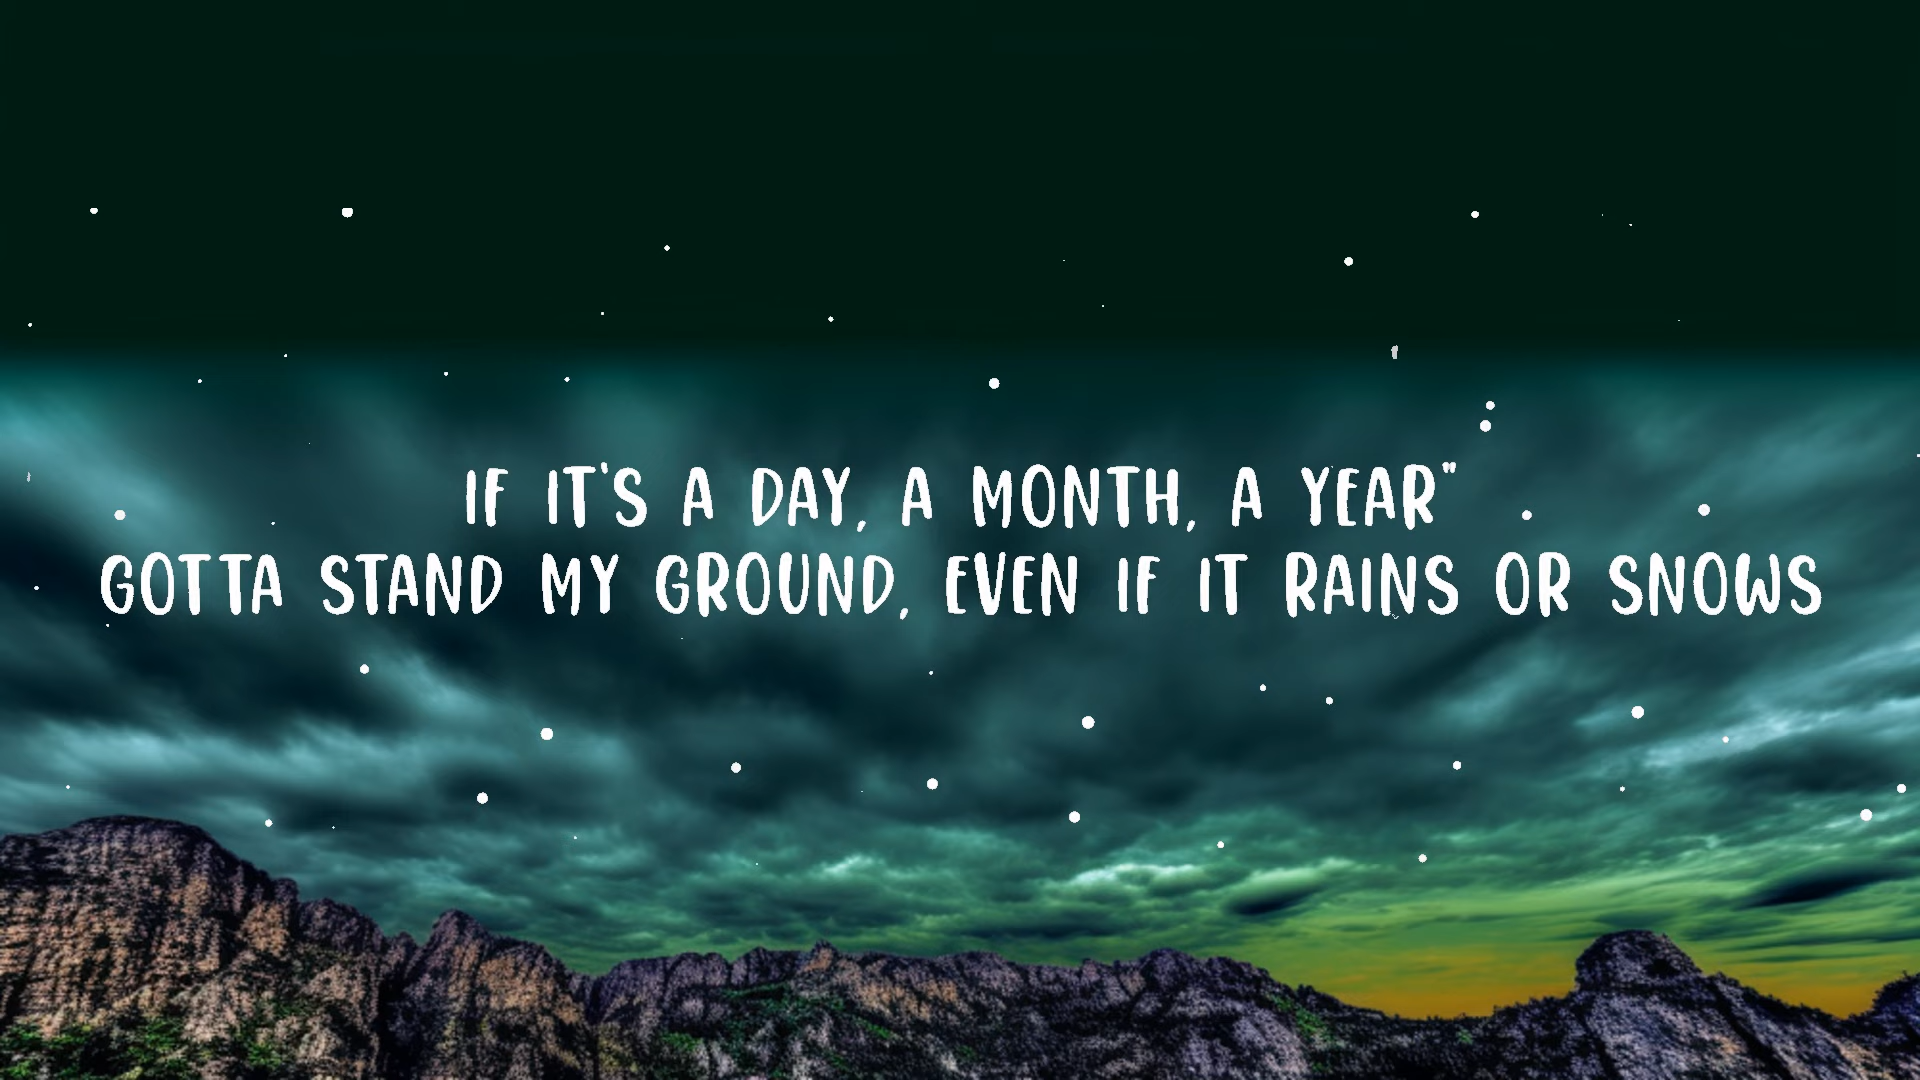 IF IT'S A DAY, A MONTH, A YEAR"
GOTTA STAND MY GROUND, EVEN IF IT RAINS OR SNOWS